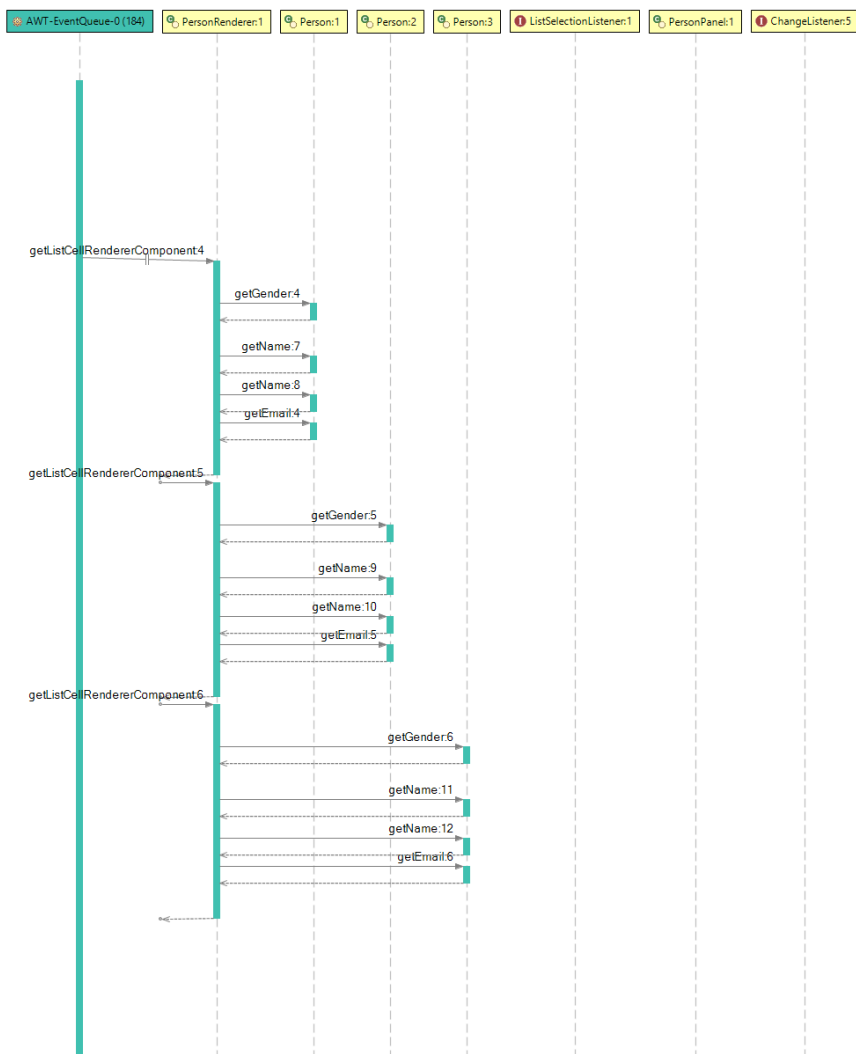 AWT-EventQueue-0 (184) PersonRenderer:1 Person:1 Person:2 Person:3 ListSelectionListener:1 PersonPanel:1 ChangeListener:5
getListCellRendererComponent:4
getGender:4
getName:7
getName:8
getEmail:4
getListCellRendererComponent:5
getGender:5
getName:9
getName:10
getEmail:5
getListCellRendererComponent:6
getGender:6
getName:11
getName:12
getEmail:6